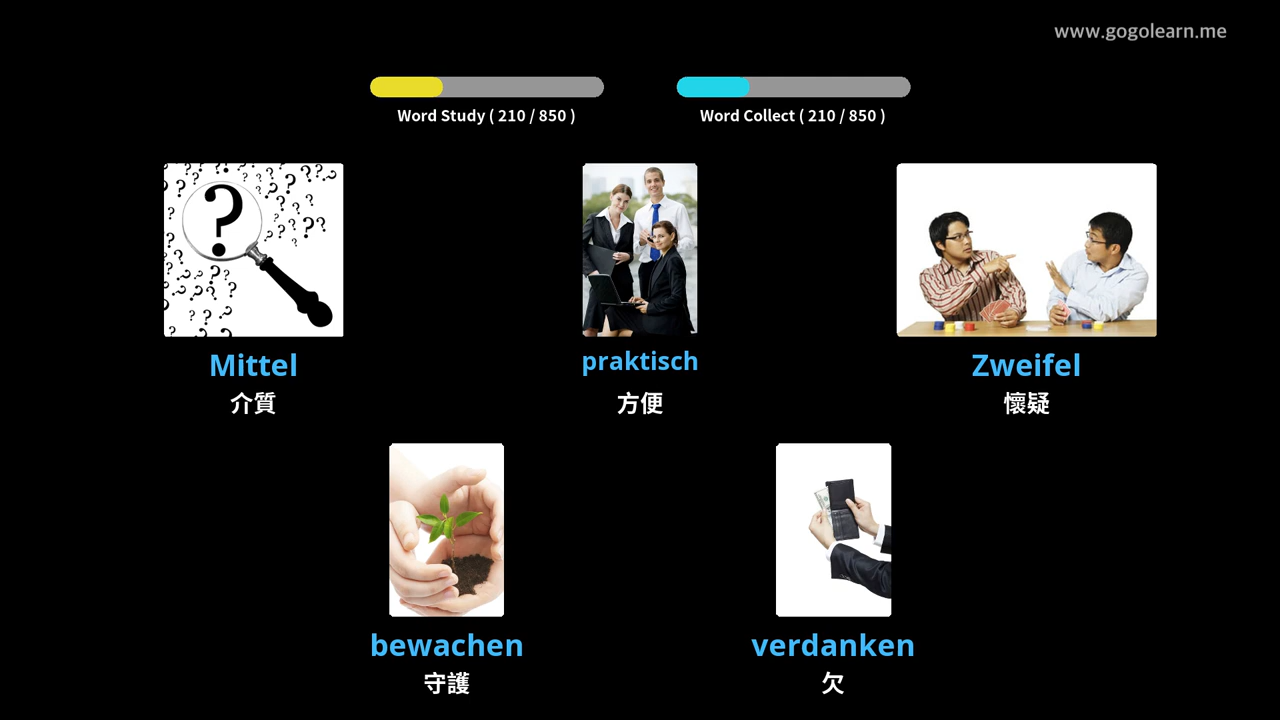 www.gogolearn.me
Word Study ( 210 / 850 )
Word Collect ( 210 / 850 )
Mittel
介質
praktisch
方便
Zweifel
懷疑
bewachen
守護
verdanken
欠